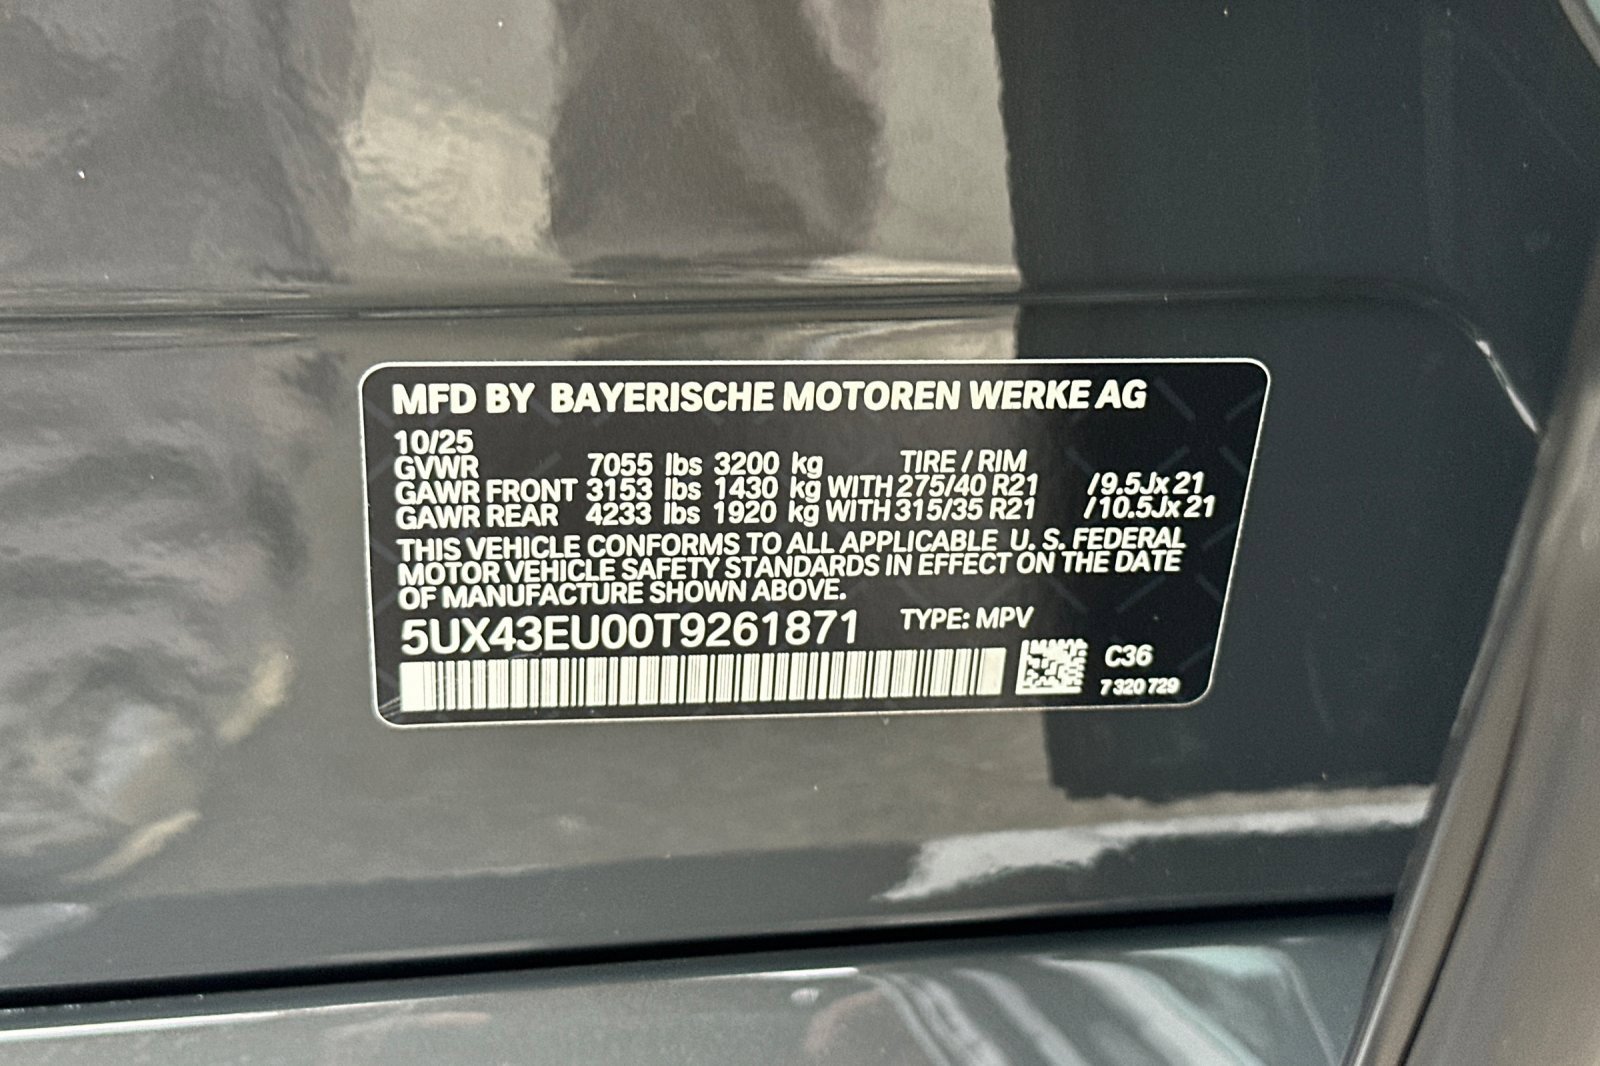 MFD BY BAYERISCHE MOTOREN WERKE AG
10/25
GVWR 7055 lbs 3200 kg TIRE / RIM
GAWR FRONT 3153 lbs 1430 kg WITH 275/40 R21 /9.5Jx21
GAWR REAR 4233 lbs 1920 kg WITH 315/35 R21 /10.5Jx21
THIS VEHICLE CONFORMS TO ALL APPLICABLE U. S. FEDERAL
MOTOR VEHICLE SAFETY STANDARDS IN EFFECT ON THE DATE
OF MANUFACTURE SHOWN ABOVE.
5UX43EU00T9261871 TYPE: MPV
C36
7 320 729